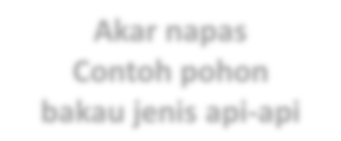 Akar napas
Contoh pohon
bakau jenis api-api